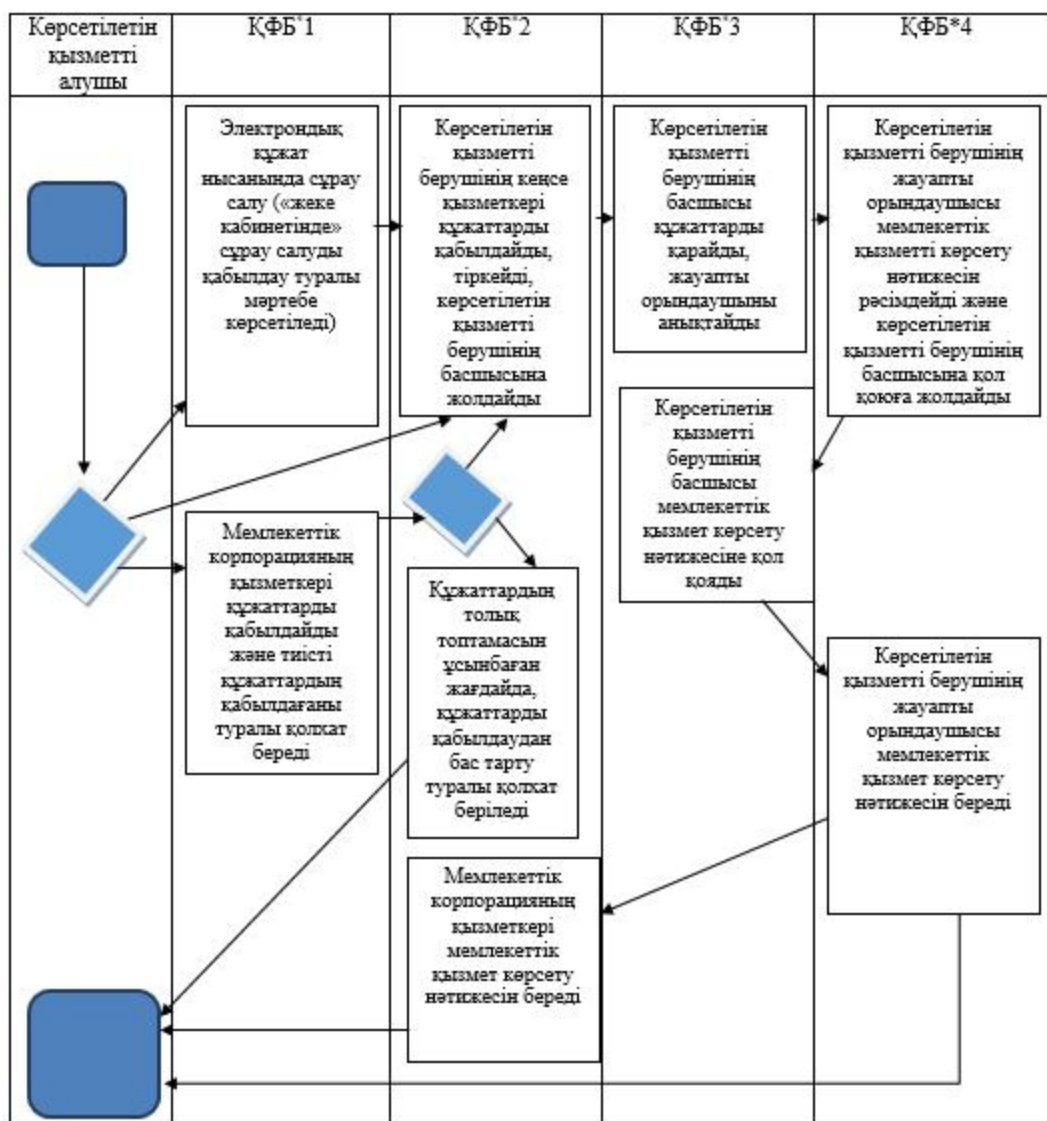 Көрсетілетін
қызметті
алушы
ҚФБ*1
ҚФБ*2
ҚФБ*3
ҚФБ*4
Электрондық
құжат
нысанында сұрау
салу («жеке
кабинетінде»
сұрау салуды
қабылдау туралы
мәртебе
көрсетіледі)
Көрсетілетін
қызметті
берушінің кеңсе
қызметкері
құжаттарды
қабылдайды,
тіркейді,
көрсетілетін
қызметті
берушінің
басшысына
жолдайды
Көрсетілетін
қызметті
берушінің
басшысы
құжаттарды
қарайды,
жауапты
орындаушыны
анықтайды
Көрсетілетін
қызметті берушінің
жауапты
орындаушысы
мемлекеттік
қызметті көрсету
нәтижесін
рәсімдейді және
көрсетілетін
қызметті берушінің
басшысына қол
қоюға жолдайды
Мемлекеттік
корпорацияның
қызметкері
құжаттарды
қабылдайды
және тиісті
құжаттардың
қабылдағаны
туралы қолхат
береді
Құжаттардың
толық
топтамасын
ұсынбаған
жағдайда,
құжаттарды
қабылдаудан
бас тарту
туралы қолхат
беріледі
Көрсетілетін
қызметті
берушінің
басшысы
мемлекеттік
қызмет көрсету
нәтижесіне қол
қояды
Көрсетілетін
қызметті берушінің
жауапты
орындаушысы
мемлекеттік
қызмет көрсету
нәтижесін береді
Мемлекеттік
корпорацияның
қызметкері
мемлекеттік
қызмет көрсету
нәтижесін береді